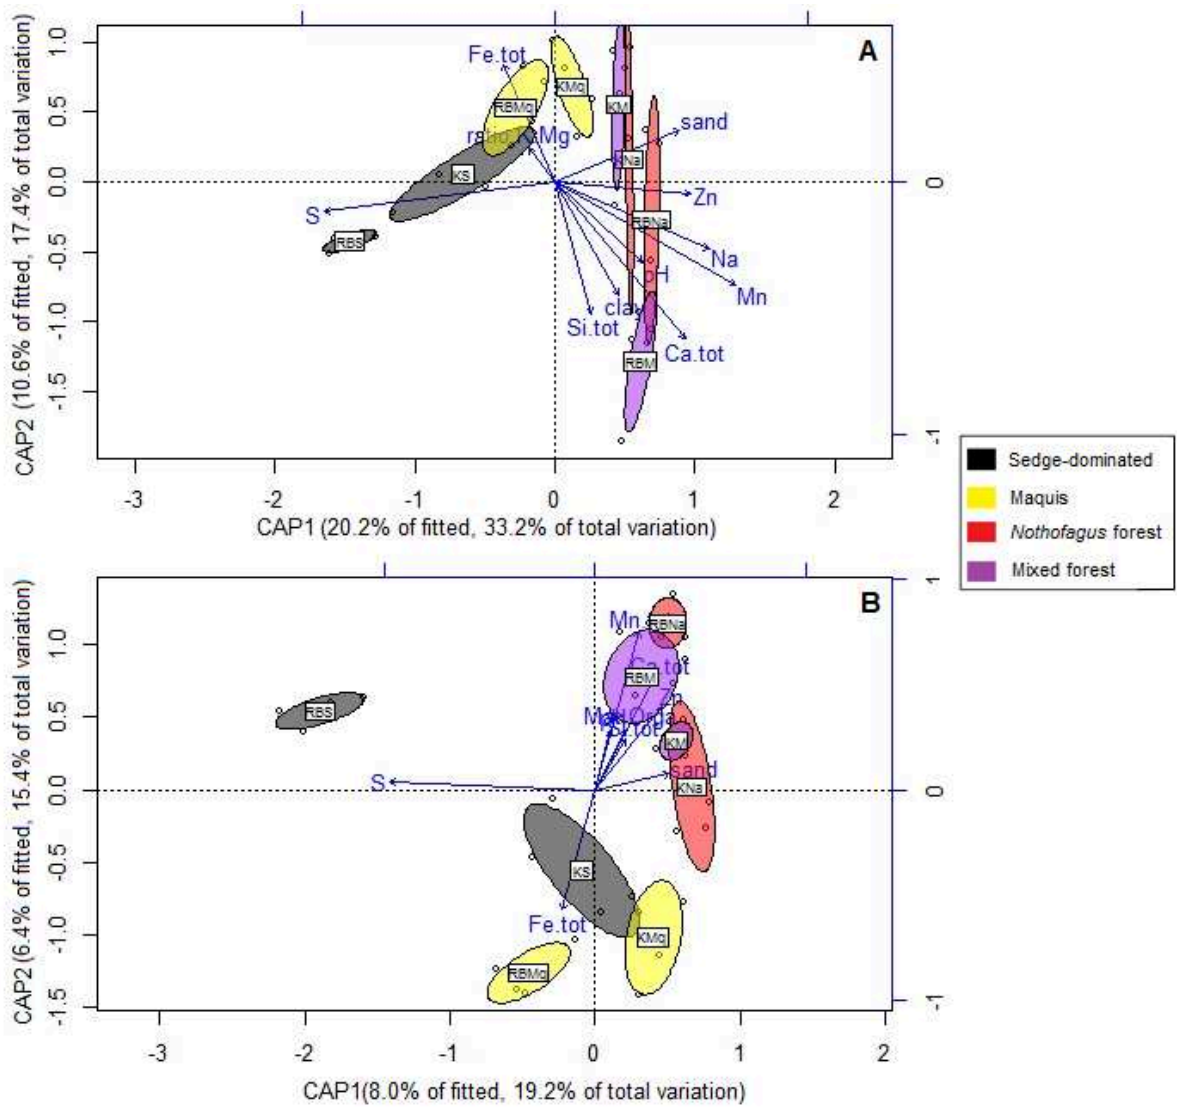 A
1.0
0.5
0.0
-0.5
-1.0
-1.5
CAP2 (10.6% of fitted, 17.4% of total variation)
0
-1
Fe.tot
RBMq
KMq
KM
sand
KNa
KS
Zn
S
RBS
RBNa
Na
pH
Mn
Si.tot
Ca.tot
RBM
-3
-2
-1
0
1
2
CAP1 (20.2% of fitted, 33.2% of total variation)
Sedge-dominated
Maquis
Nothofagus forest
Mixed forest
B
1.0
0.5
0.0
-0.5
-1.0
-1.5
CAP2 (6.4% of fitted, 15.4% of total variation)
1
0
-1
Mn
RBNa
Ca.tot
RBM
Zn
RBS
KM
sand
S
KNa
KS
Fe.tot
KMq
RBMq
-3
-2
-1
0
1
2
CAP1(8.0% of fitted, 19.2% of total variation)